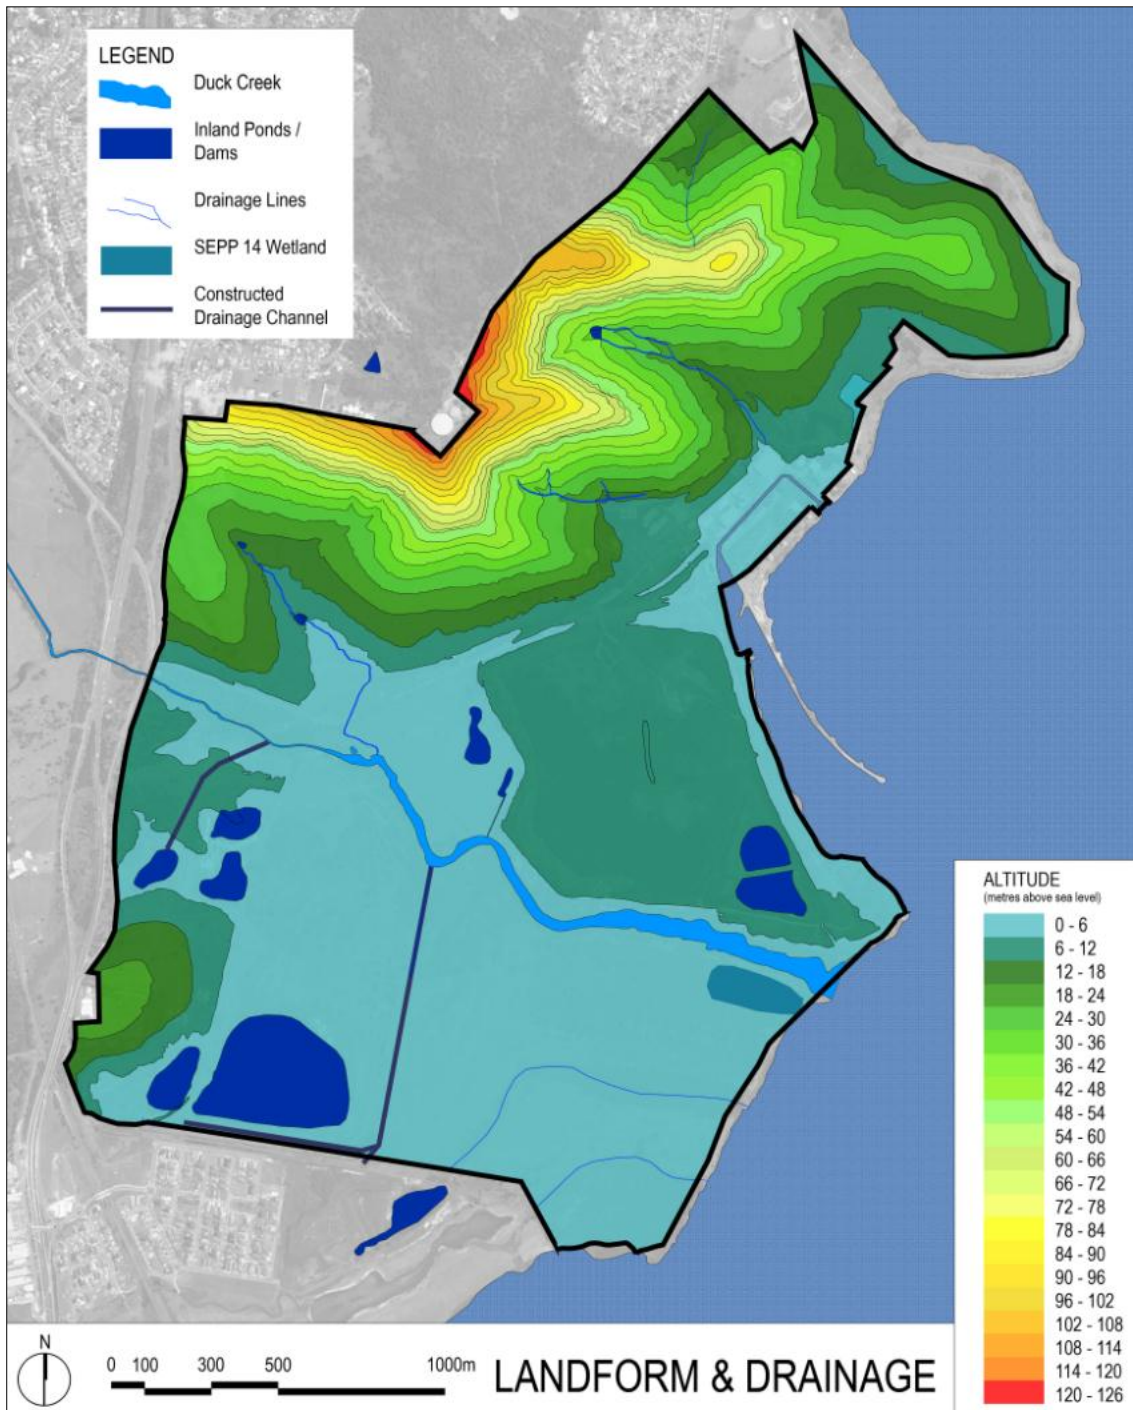 LEGEND
Duck Creek
Inland Ponds /
Dams
Drainage Lines
SEPP 14 Wetland
Constructed
Drainage Channel
ALTITUDE
(metres above sea level)
0 - 6
6 - 12
12 - 18
18 - 24
24 - 30
30 - 36
36 - 42
42 - 48
48 - 54
54 - 60
60 - 66
66 - 72
72 - 78
78 - 84
84 - 90
90 - 96
96 - 102
102 - 108
108 - 114
114 - 120
120 - 126
N
0 100 300 500 1000m
LANDFORM & DRAINAGE